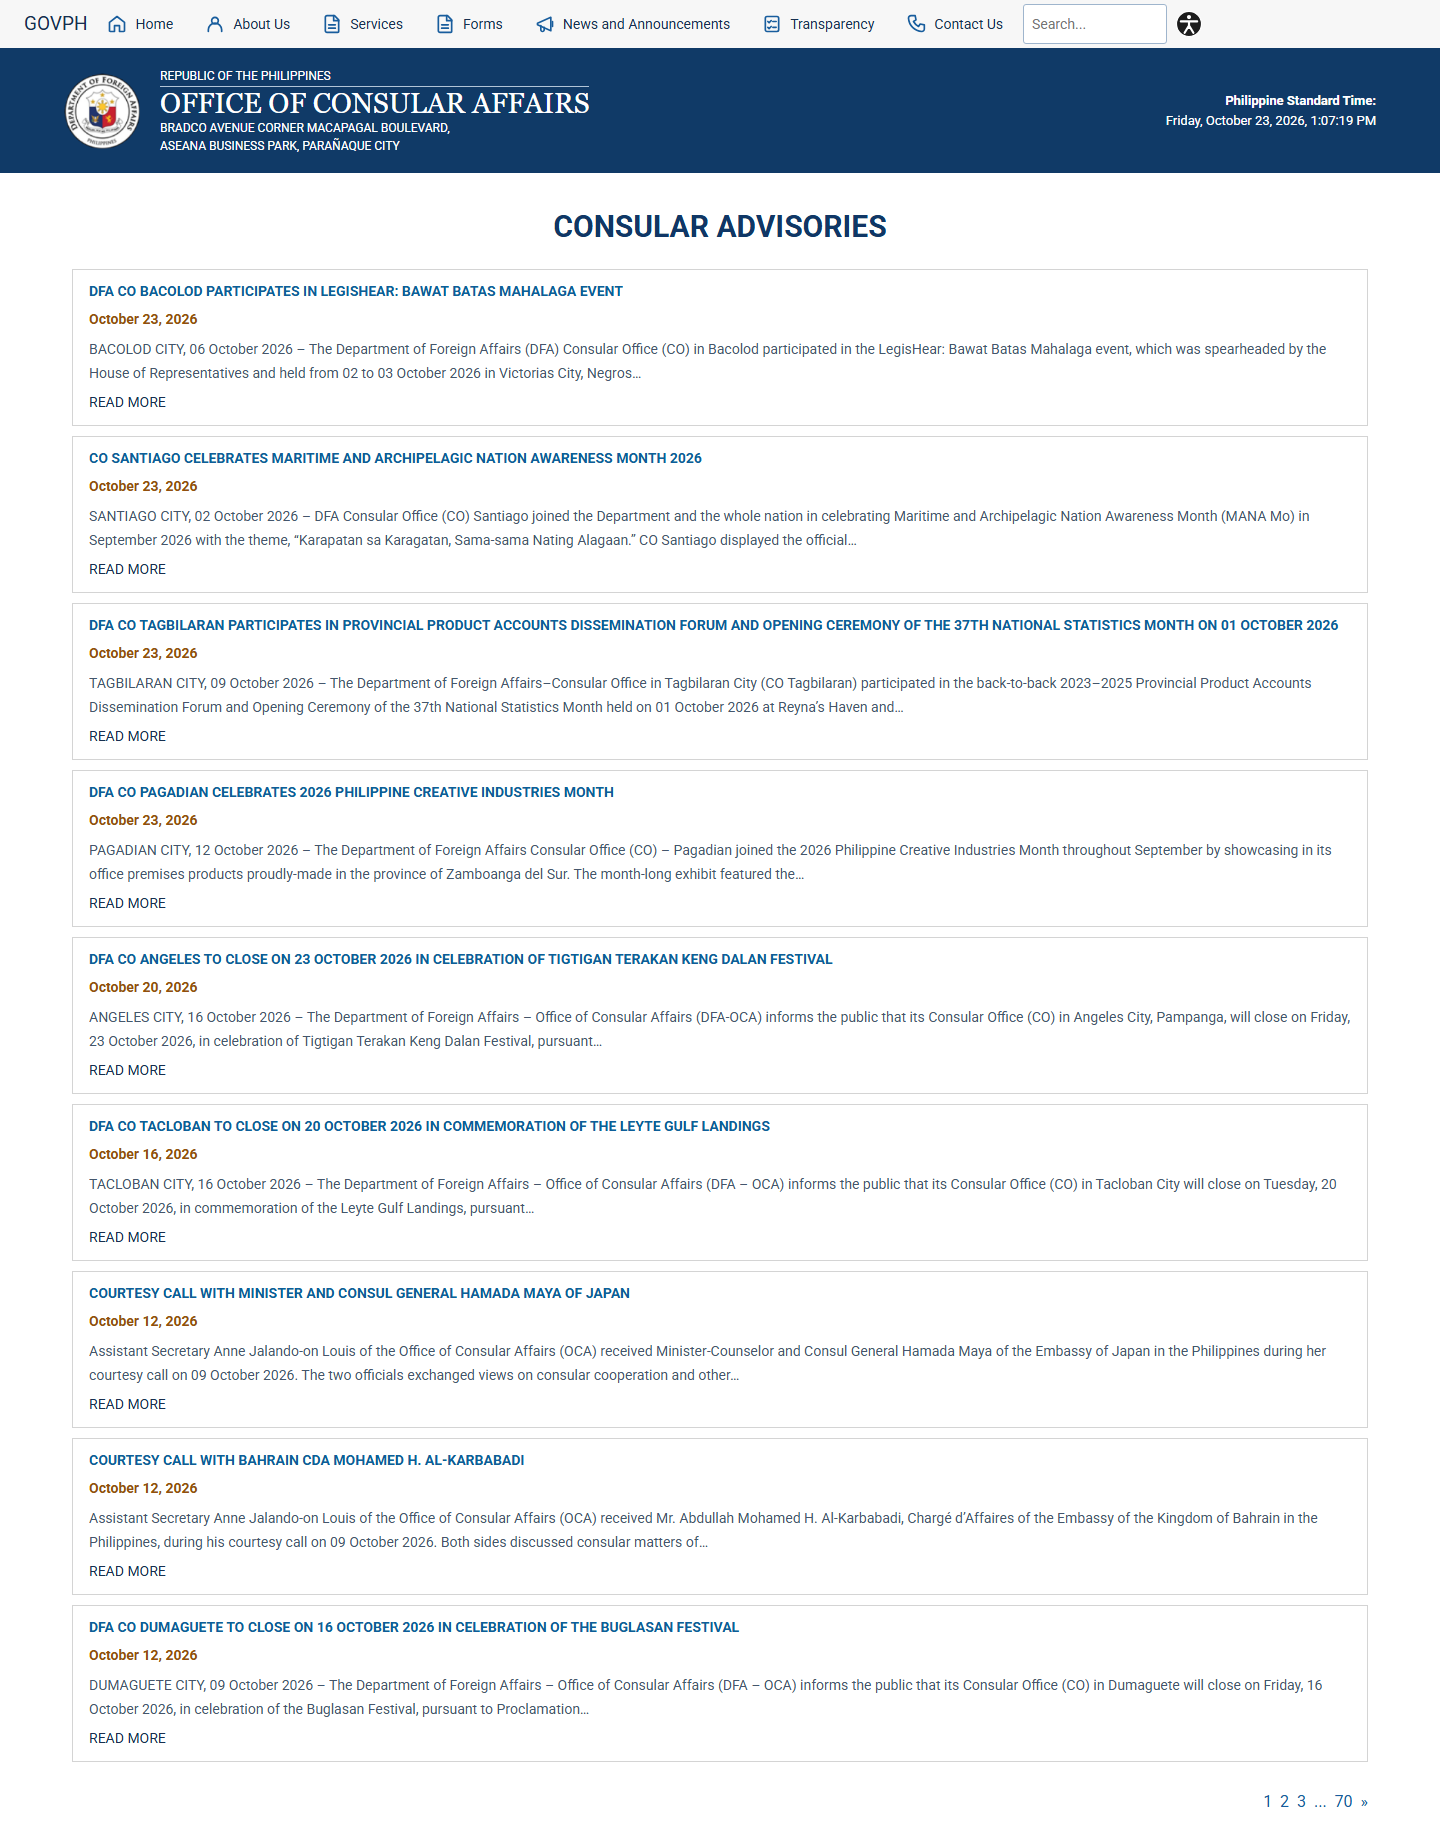 GOVPH
Home
About Us
Services
Forms
News and Announcements
Transparency
Contact Us
Search...
DEPARTMENT OF FOREIGN AFFAIRS
PHILIPPINES
REPUBLIC OF THE PHILIPPINES
OFFICE OF CONSULAR AFFAIRS
BRADCO AVENUE CORNER MACAPAGAL BOULEVARD,
ASEANA BUSINESS PARK, PARAÑAQUE CITY
Philippine Standard Time:
Friday, October 23, 2026, 1:07:19 PM
CONSULAR ADVISORIES
DFA CO BACOLOD PARTICIPATES IN LEGISHEAR: BAWAT BATAS MAHALAGA EVENT
October 23, 2026
BACOLOD CITY, 06 October 2026 – The Department of Foreign Affairs (DFA) Consular Office (CO) in Bacolod participated in the LegisHear: Bawat Batas Mahalaga event, which was spearheaded by the
House of Representatives and held from 02 to 03 October 2026 in Victorias City, Negros…
READ MORE
CO SANTIAGO CELEBRATES MARITIME AND ARCHIPELAGIC NATION AWARENESS MONTH 2026
October 23, 2026
SANTIAGO CITY, 02 October 2026 – DFA Consular Office (CO) Santiago joined the Department and the whole nation in celebrating Maritime and Archipelagic Nation Awareness Month (MANA Mo) in
September 2026 with the theme, “Karapatan sa Karagatan, Sama-sama Nating Alagaan.” CO Santiago displayed the official…
READ MORE
DFA CO TAGBILARAN PARTICIPATES IN PROVINCIAL PRODUCT ACCOUNTS DISSEMINATION FORUM AND OPENING CEREMONY OF THE 37TH NATIONAL STATISTICS MONTH ON 01 OCTOBER 2026
October 23, 2026
TAGBILARAN CITY, 09 October 2026 – The Department of Foreign Affairs–Consular Office in Tagbilaran City (CO Tagbilaran) participated in the back-to-back 2023–2025 Provincial Product Accounts
Dissemination Forum and Opening Ceremony of the 37th National Statistics Month held on 01 October 2026 at Reyna’s Haven and…
READ MORE
DFA CO PAGADIAN CELEBRATES 2026 PHILIPPINE CREATIVE INDUSTRIES MONTH
October 23, 2026
PAGADIAN CITY, 12 October 2026 – The Department of Foreign Affairs Consular Office (CO) – Pagadian joined the 2026 Philippine Creative Industries Month throughout September by showcasing in its
office premises products proudly-made in the province of Zamboanga del Sur. The month-long exhibit featured the…
READ MORE
DFA CO ANGELES TO CLOSE ON 23 OCTOBER 2026 IN CELEBRATION OF TIGTIGAN TERAKAN KENG DALAN FESTIVAL
October 20, 2026
ANGELES CITY, 16 October 2026 – The Department of Foreign Affairs – Office of Consular Affairs (DFA-OCA) informs the public that its Consular Office (CO) in Angeles City, Pampanga, will close on Friday,
23 October 2026, in celebration of Tigtigan Terakan Keng Dalan Festival, pursuant…
READ MORE
DFA CO TACLOBAN TO CLOSE ON 20 OCTOBER 2026 IN COMMEMORATION OF THE LEYTE GULF LANDINGS
October 16, 2026
TACLOBAN CITY, 16 October 2026 – The Department of Foreign Affairs – Office of Consular Affairs (DFA – OCA) informs the public that its Consular Office (CO) in Tacloban City will close on Tuesday, 20
October 2026, in commemoration of the Leyte Gulf Landings, pursuant…
READ MORE
COURTESY CALL WITH MINISTER AND CONSUL GENERAL HAMADA MAYA OF JAPAN
October 12, 2026
Assistant Secretary Anne Jalando-on Louis of the Office of Consular Affairs (OCA) received Minister-Counselor and Consul General Hamada Maya of the Embassy of Japan in the Philippines during her
courtesy call on 09 October 2026. The two officials exchanged views on consular cooperation and other…
READ MORE
COURTESY CALL WITH BAHRAIN CDA MOHAMED H. AL-KARBABADI
October 12, 2026
Assistant Secretary Anne Jalando-on Louis of the Office of Consular Affairs (OCA) received Mr. Abdullah Mohamed H. Al-Karbabadi, Chargé d’Affaires of the Embassy of the Kingdom of Bahrain in the
Philippines, during his courtesy call on 09 October 2026. Both sides discussed consular matters of…
READ MORE
DFA CO DUMAGUETE TO CLOSE ON 16 OCTOBER 2026 IN CELEBRATION OF THE BUGLASAN FESTIVAL
October 12, 2026
DUMAGUETE CITY, 09 October 2026 – The Department of Foreign Affairs – Office of Consular Affairs (DFA – OCA) informs the public that its Consular Office (CO) in Dumaguete will close on Friday, 16
October 2026, in celebration of the Buglasan Festival, pursuant to Proclamation…
READ MORE
1 2 3 … 70 »